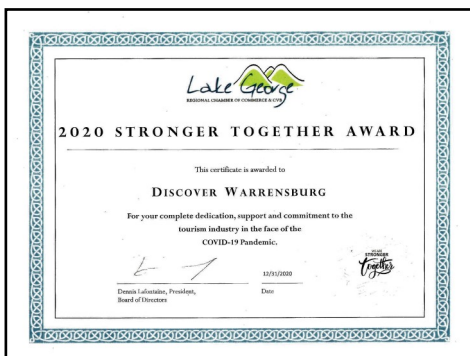 Lake George
REGIONAL CHAMBER OF COMMERCE & CVB
2020 STRONGER TOGETHER AWARD
This certificate is awarded to
DISCOVER WARRENSBURG
For your complete dedication, support and commitment to the
tourism industry in the face of the
COVID-19 Pandemic.
12/31/2020
Dennis Lafontaine, President,
Board of Directors
Date
WE ARE
STRONGER
Together